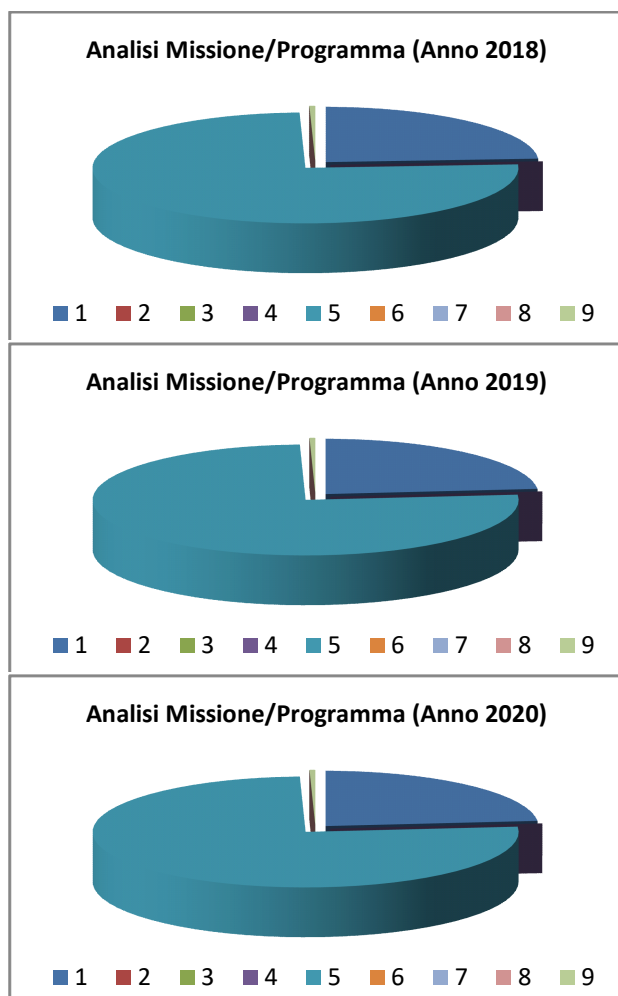 Analisi Missione/Programma (Anno 2018)
1 2 3 4 5 6 7 8 9
Analisi Missione/Programma (Anno 2019)
1 2 3 4 5 6 7 8 9
Analisi Missione/Programma (Anno 2020)
1 2 3 4 5 6 7 8 9